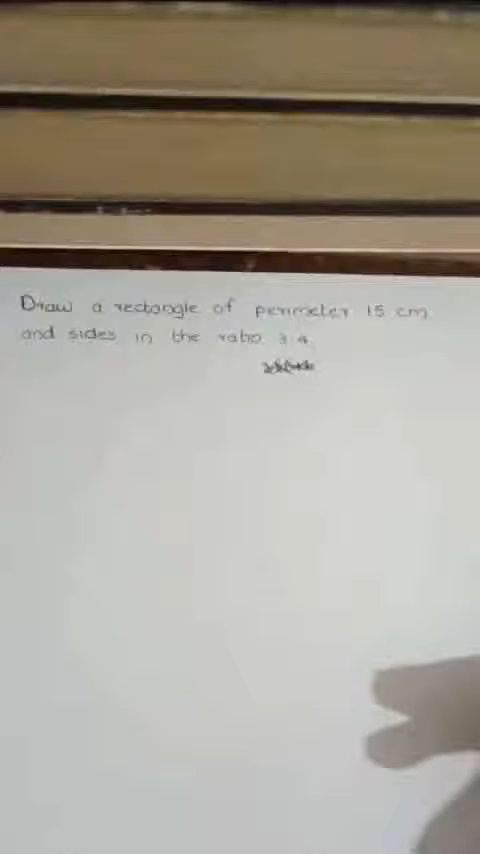 Draw a rectangle of perimeter 15 cm
and sides in the ratio 3:4